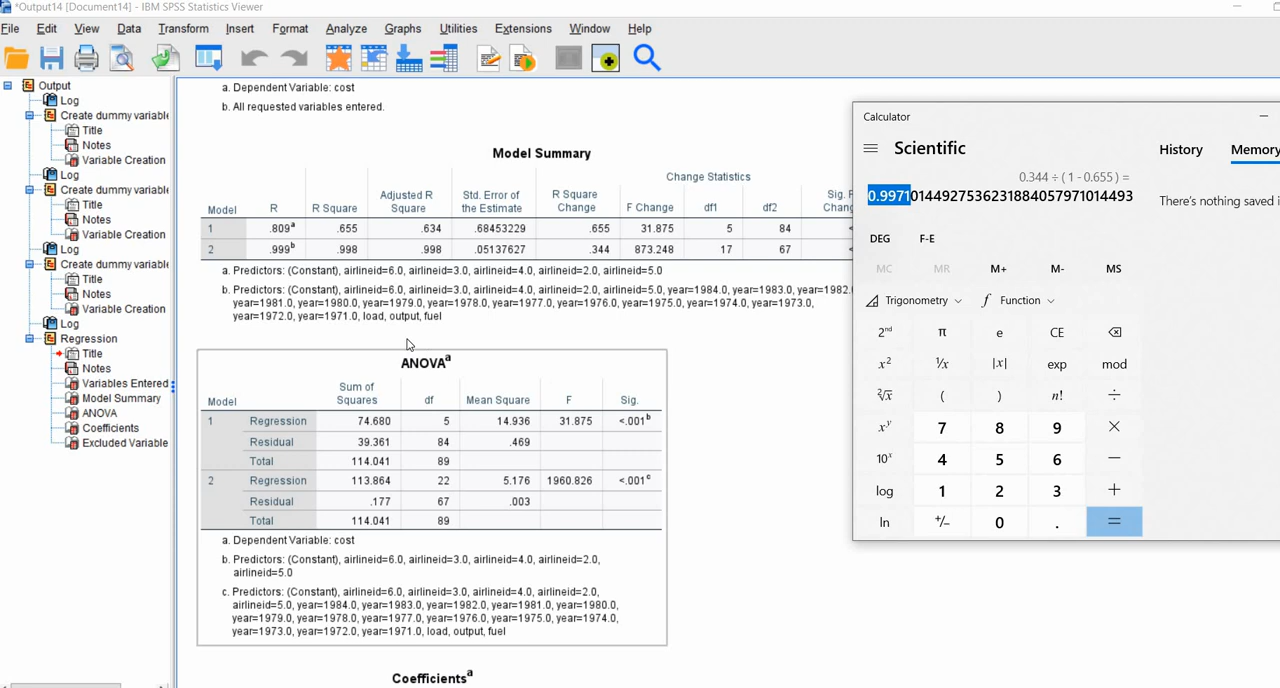 *Output14 [Document14] - IBM SPSS Statistics Viewer
File Edit View Data Transform Insert Format Analyze Graphs Utilities Extensions Window Help
Output
Log
Create dummy variable
Title
Notes
Variable Creation
Log
Create dummy variable
Title
Notes
Variable Creation
Log
Create dummy variable
Title
Notes
Variable Creation
Log
Regression
Title
Notes
Variables Entered
Model Summary
ANOVA
Coefficients
Excluded Variable
a. Dependent Variable: cost
b. All requested variables entered.
Model Summary
Change Statistics
Model R R Square Adjusted R Square Std. Error of the Estimate R Square Change F Change df1 df2 Sig. F Chang
1 .809a .655 .634 .68453229 .655 31.875 5 84 <
2 .999b .998 .998 .05137627 .344 873.248 17 67 <
a. Predictors: (Constant), airlineid=6.0, airlineid=3.0, airlineid=4.0, airlineid=2.0, airlineid=5.0
b. Predictors: (Constant), airlineid=6.0, airlineid=3.0, airlineid=4.0, airlineid=2.0, airlineid=5.0, year=1984.0, year=1983.0, year=1982.
year=1981.0, year=1980.0, year=1979.0, year=1978.0, year=1977.0, year=1976.0, year=1975.0, year=1974.0, year=1973.0,
year=1972.0, year=1971.0, load, output, fuel
ANOVAa
Model Sum of Squares df Mean Square F Sig.
1 Regression 74.680 5 14.936 31.875 <.001b
Residual 39.361 84 .469
Total 114.041 89
2 Regression 113.864 22 5.176 1960.826 <.001c
Residual .177 67 .003
Total 114.041 89
a. Dependent Variable: cost
b. Predictors: (Constant), airlineid=6.0, airlineid=3.0, airlineid=4.0, airlineid=2.0,
airlineid=5.0
c. Predictors: (Constant), airlineid=6.0, airlineid=3.0, airlineid=4.0, airlineid=2.0,
airlineid=5.0, year=1984.0, year=1983.0, year=1982.0, year=1981.0, year=1980.0,
year=1979.0, year=1978.0, year=1977.0, year=1976.0, year=1975.0, year=1974.0,
year=1973.0, year=1972.0, year=1971.0, load, output, fuel
Coefficientsa
Calculator
Scientific
History Memory
0.344 ÷ ( 1 - 0.655 ) =
0.99710144927536231884057971014493
There's nothing saved i
DEG F-E
MC MR M+ M- MS
Trigonometry Function
2nd π e CE
x² ¹/x |x| exp mod
²√x ( ) n! ÷
xʸ 7 8 9 ×
10ˣ 4 5 6 −
log 1 2 3 +
ln +/− 0 . =